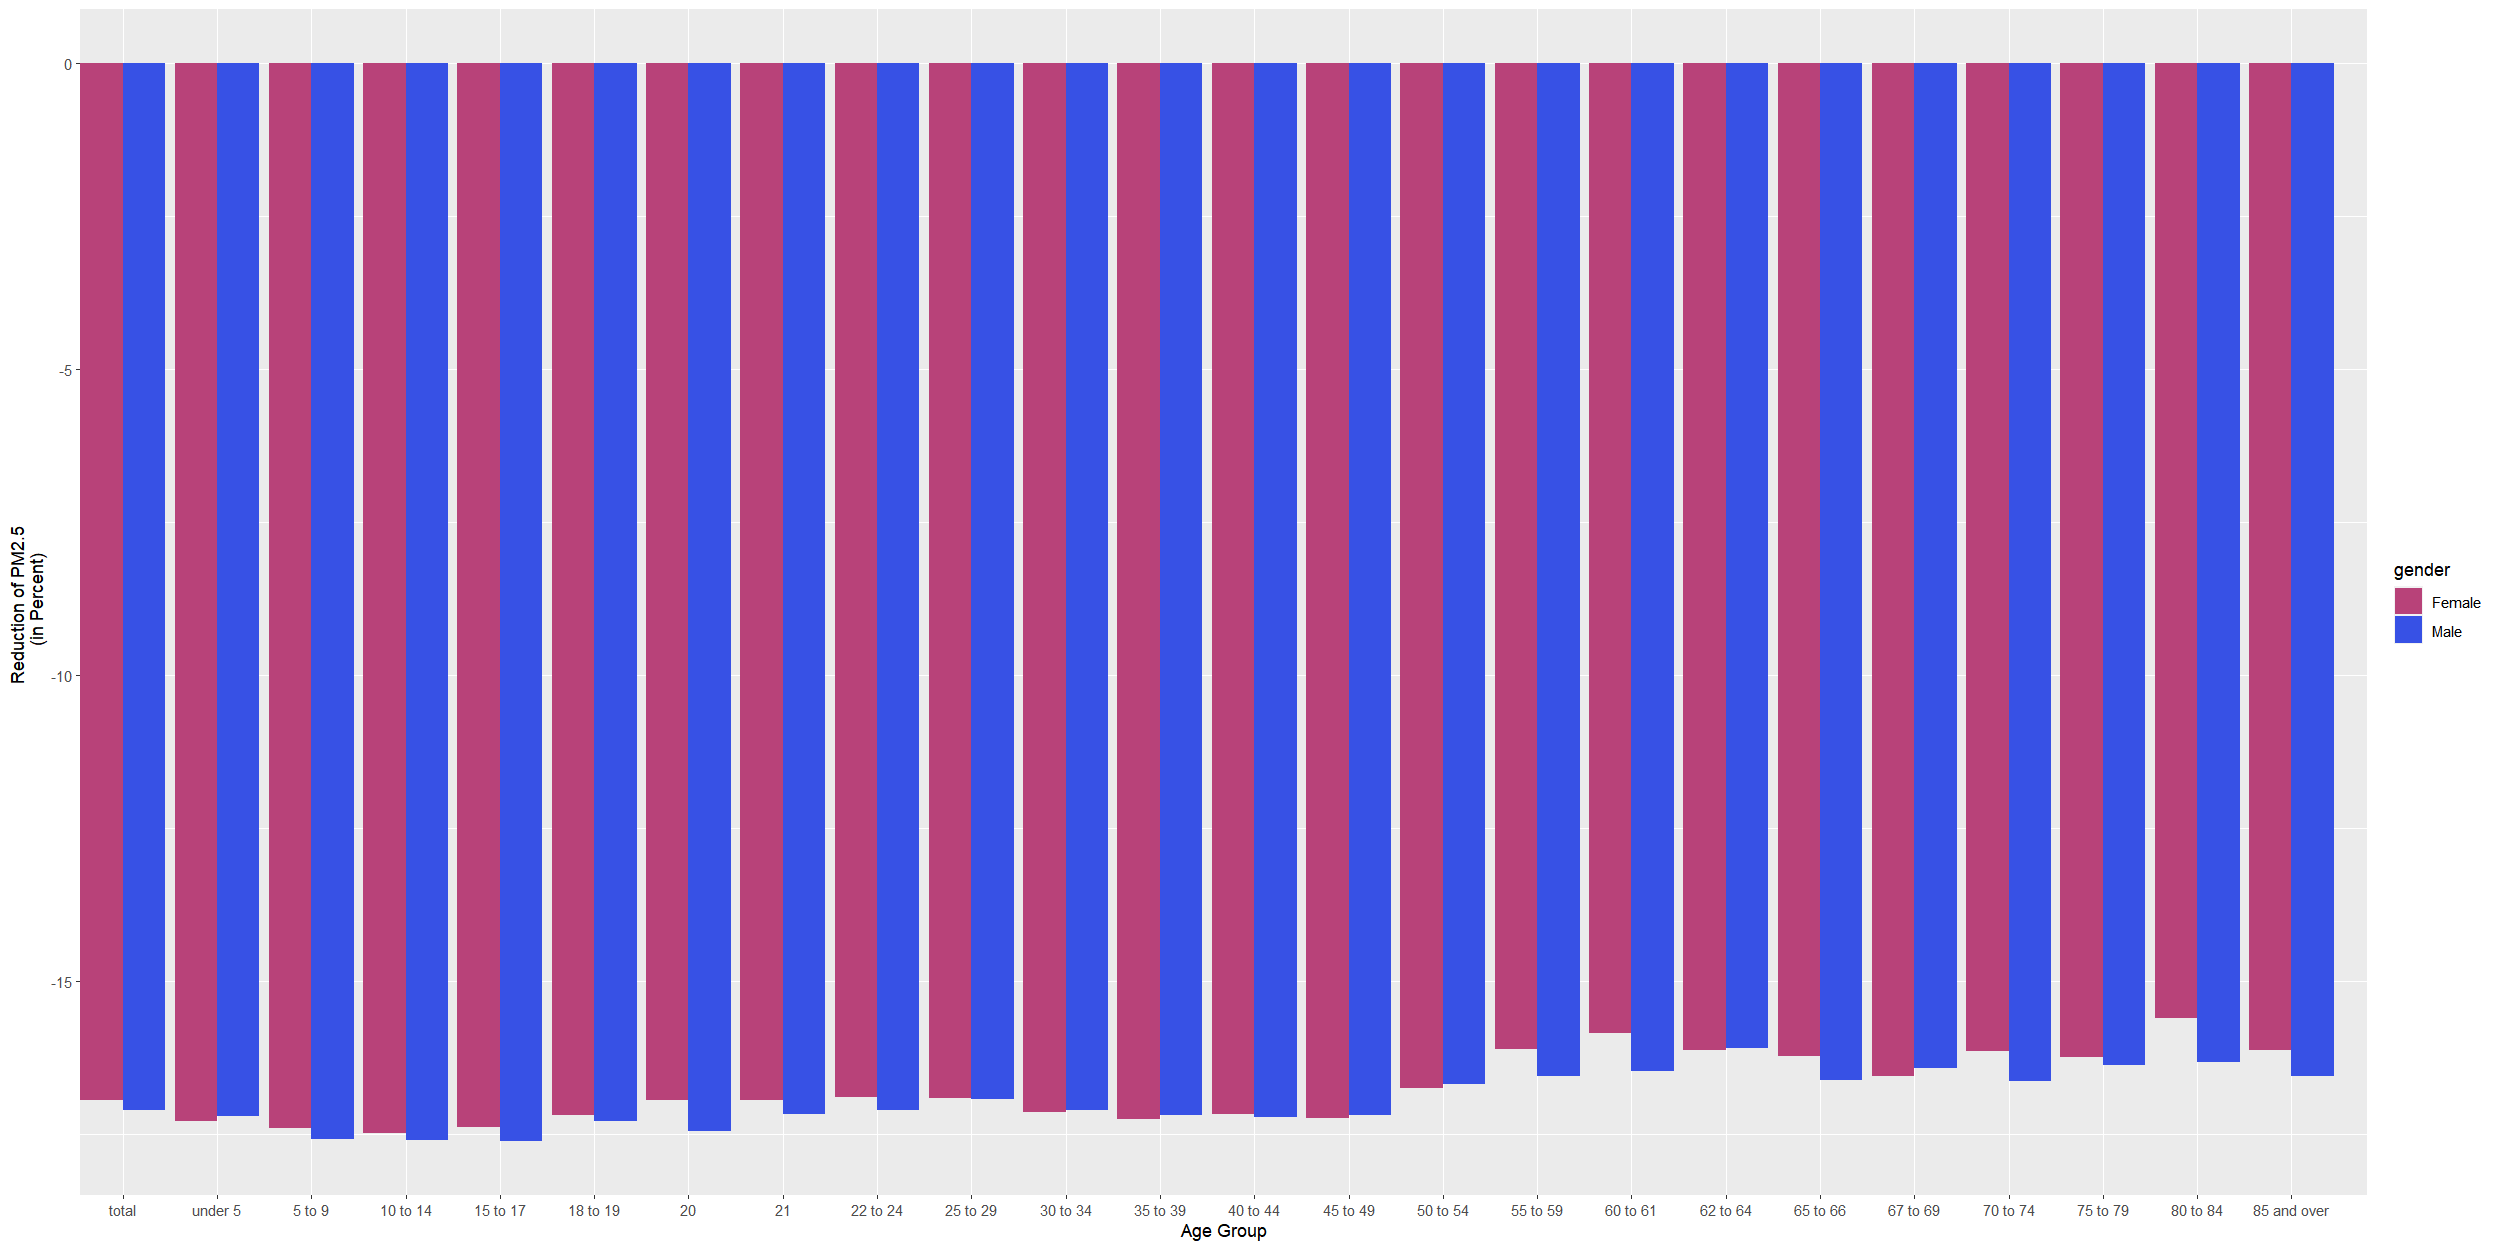 0
-5
-10
-15
Reduction of PM2.5
(in Percent)
total under 5 5 to 9 10 to 14 15 to 17 18 to 19 20 21 22 to 24 25 to 29 30 to 34 35 to 39 40 to 44 45 to 49 50 to 54 55 to 59 60 to 61 62 to 64 65 to 66 67 to 69 70 to 74 75 to 79 80 to 84 85 and over
Age Group
gender
Female
Male